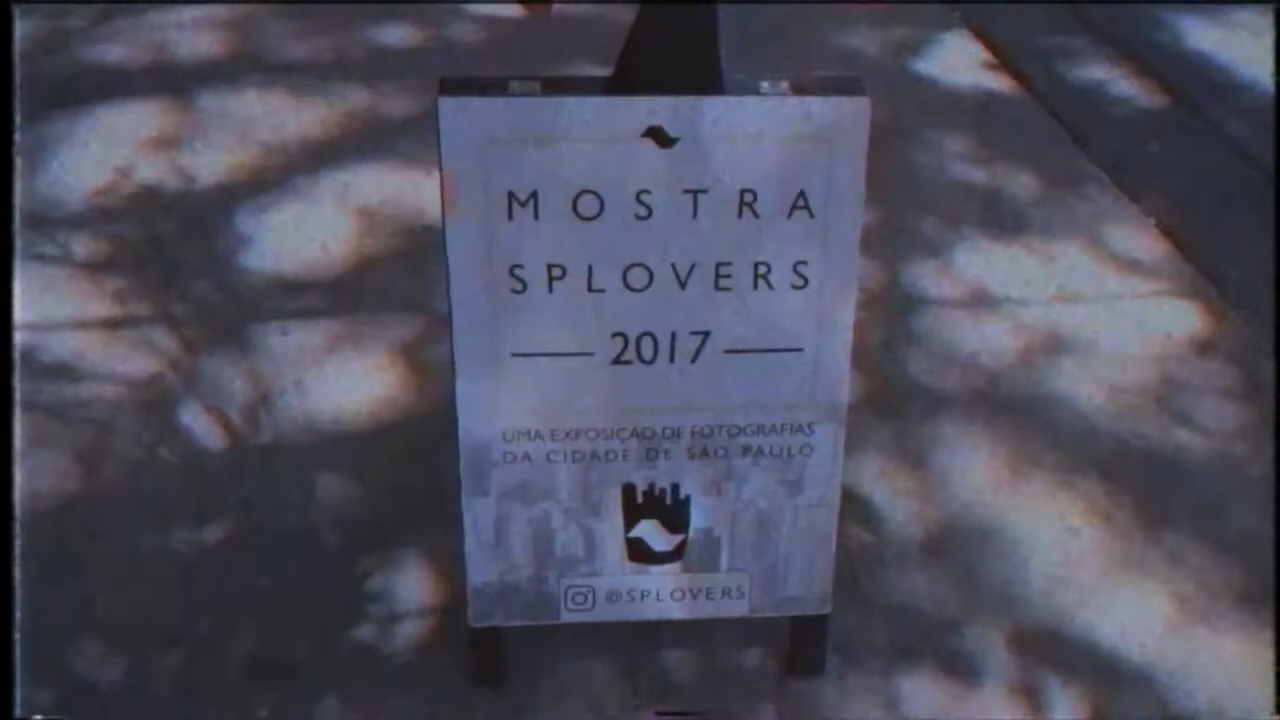 MOSTRA
SPLOVERS
2017
UMA EXPOSIÇÃO DE FOTOGRAFIAS
DA CIDADE DE SÃO PAULO
@SPLOVERS